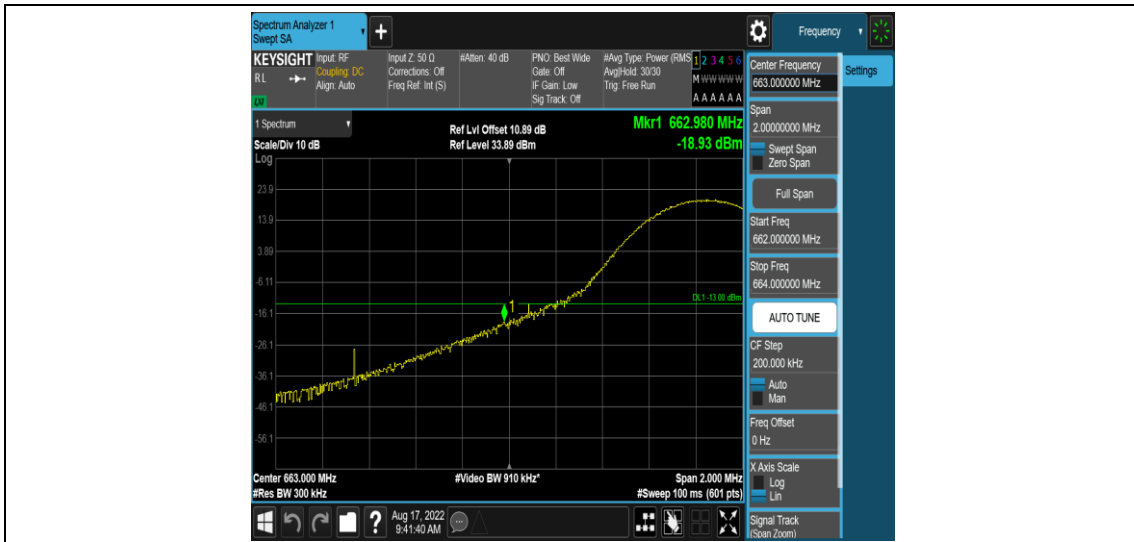 Spectrum Analyzer 1
Swept SA
+
Frequency
KEYSIGHT
RL
Input: RF
Coupling: DC
Align: Auto
Input Z: 50 Ω
Corrections: Off
Freq Ref: Int (S)
#Atten: 40 dB
PNO: Best Wide
Gate: Off
IF Gain: Low
Sig Track: Off
#Avg Type: Power (RMS
Avg|Hold: 30/30
Trig: Free Run
1 2 3 4 5 6
M W W W W W
A A A A A A
1 Spectrum
Scale/Div 10 dB
Log
Ref Lvl Offset 10.89 dB
Ref Level 33.89 dBm
Mkr1 662.980 MHz
-18.93 dBm
23.9
13.9
3.89
-6.11
-16.1
-26.1
-36.1
-46.1
-56.1
DL1 -13.00 dBm
1
Center 663.000 MHz
#Res BW 300 kHz
#Video BW 910 kHz*
Span 2.000 MHz
#Sweep 100 ms (601 pts)
?
Aug 17, 2022
9:41:40 AM
Center Frequency
663.000000 MHz
Span
2.00000000 MHz
Swept Span
Zero Span
Full Span
Start Freq
662.000000 MHz
Stop Freq
664.000000 MHz
AUTO TUNE
CF Step
200.000 kHz
Auto
Man
Freq Offset
0 Hz
X Axis Scale
Log
Lin
Signal Track
(Span Zoom)
Settings